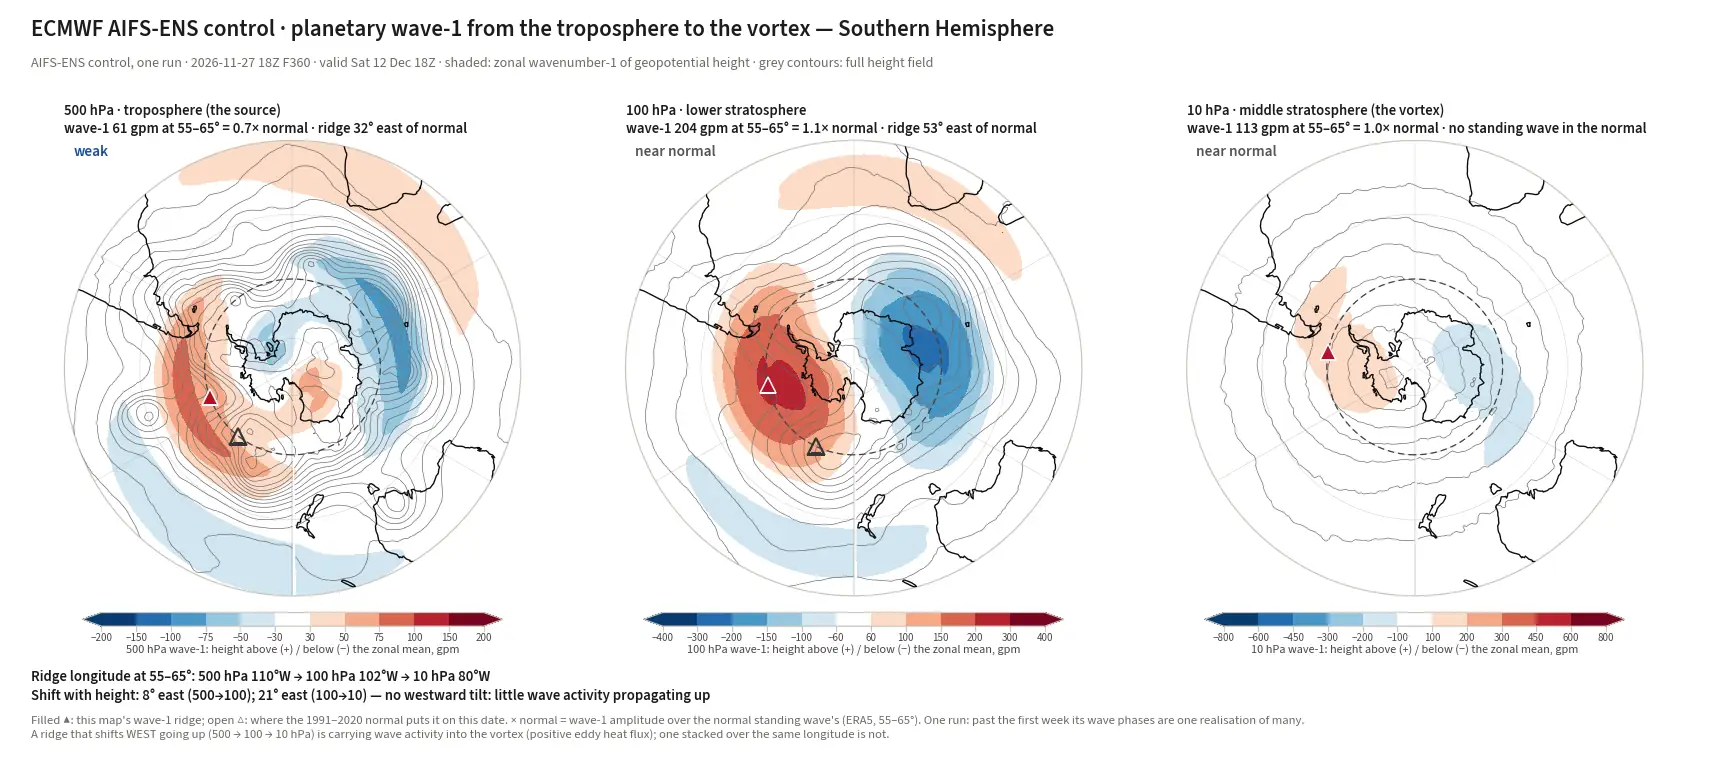 ECMWF AIFS-ENS control · planetary wave-1 from the troposphere to the vortex — Southern Hemisphere
AIFS-ENS control, one run · 2026-11-27 18Z F360 · valid Sat 12 Dec 18Z · shaded: zonal wavenumber-1 of geopotential height · grey contours: full height field
500 hPa · troposphere (the source)
wave-1 61 gpm at 55–65° = 0.7× normal · ridge 32° east of normal
weak
100 hPa · lower stratosphere
wave-1 204 gpm at 55–65° = 1.1× normal · ridge 53° east of normal
near normal
10 hPa · middle stratosphere (the vortex)
wave-1 113 gpm at 55–65° = 1.0× normal · no standing wave in the normal
near normal
−200 −150 −100 −75 −50 −30 30 50 75 100 150 200
500 hPa wave-1: height above (+) / below (−) the zonal mean, gpm
−400 −300 −200 −150 −100 −60 60 100 150 200 300 400
100 hPa wave-1: height above (+) / below (−) the zonal mean, gpm
−800 −600 −450 −300 −200 −100 100 200 300 450 600 800
10 hPa wave-1: height above (+) / below (−) the zonal mean, gpm
Ridge longitude at 55–65°: 500 hPa 110°W → 100 hPa 102°W → 10 hPa 80°W
Shift with height: 8° east (500→100); 21° east (100→10) — no westward tilt: little wave activity propagating up
Filled ▲: this map's wave-1 ridge; open △: where the 1991–2020 normal puts it on this date. × normal = wave-1 amplitude over the normal standing wave's (ERA5, 55–65°). One run: past the first week its wave phases are one realisation of many.
A ridge that shifts WEST going up (500 → 100 → 10 hPa) is carrying wave activity into the vortex (positive eddy heat flux); one stacked over the same longitude is not.